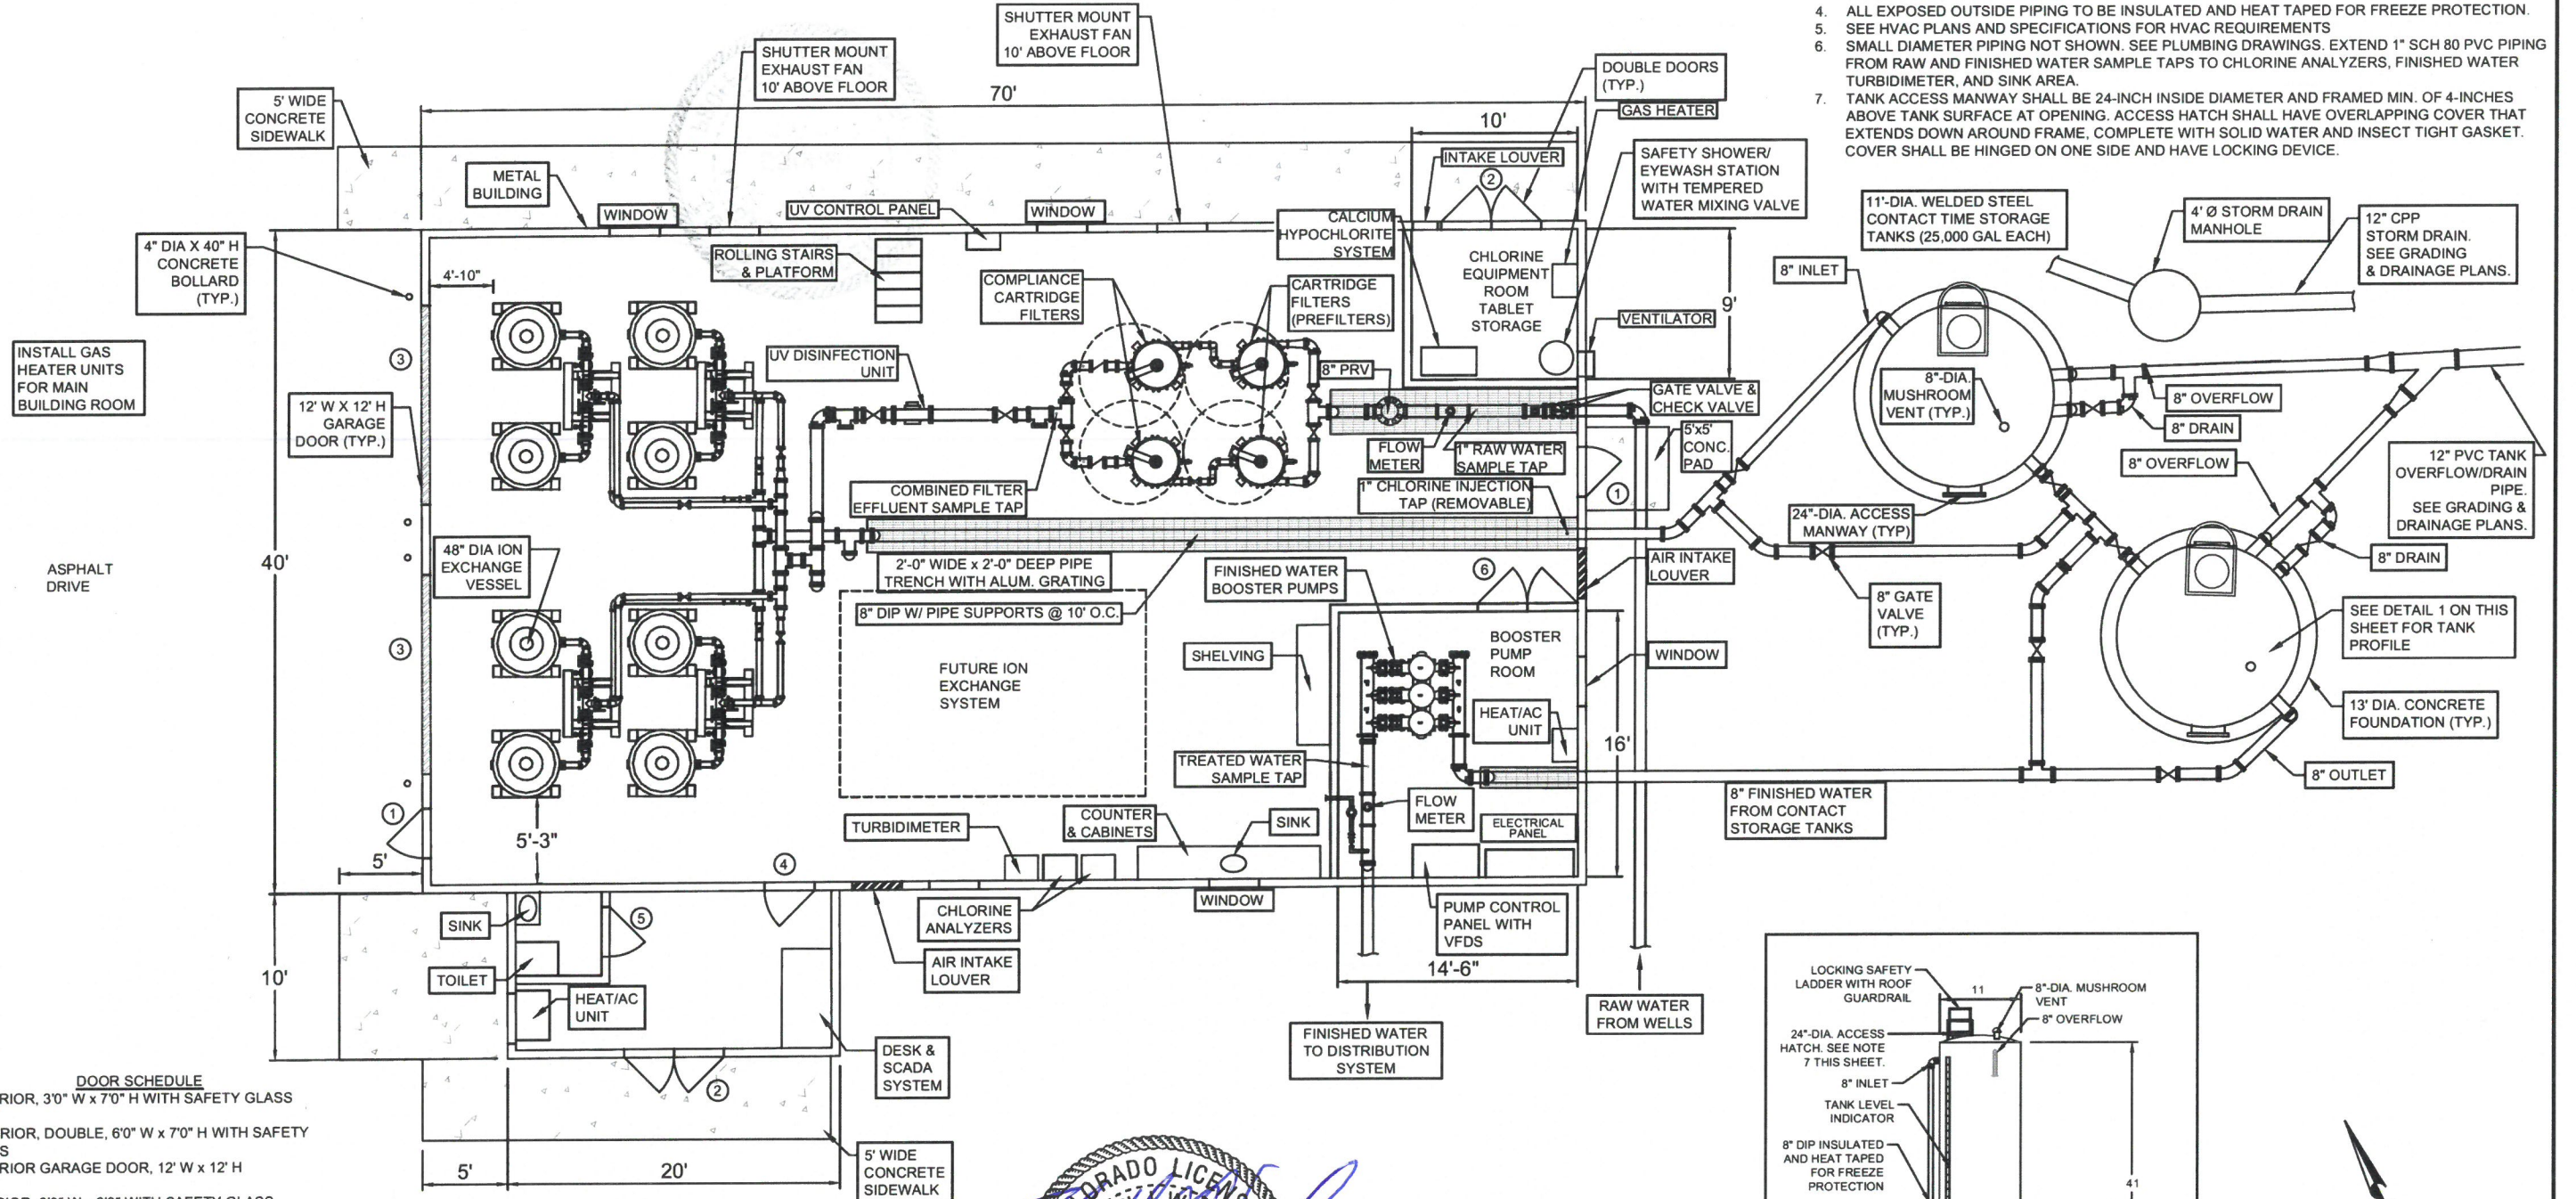 4. ALL EXPOSED OUTSIDE PIPING TO BE INSULATED AND HEAT TAPED FOR FREEZE PROTECTION.
5. SEE HVAC PLANS AND SPECIFICATIONS FOR HVAC REQUIREMENTS
6. SMALL DIAMETER PIPING NOT SHOWN. SEE PLUMBING DRAWINGS. EXTEND 1" SCH 80 PVC PIPING
FROM RAW AND FINISHED WATER SAMPLE TAPS TO CHLORINE ANALYZERS, FINISHED WATER
TURBIDIMETER, AND SINK AREA.
7. TANK ACCESS MANWAY SHALL BE 24-INCH INSIDE DIAMETER AND FRAMED MIN. OF 4-INCHES
ABOVE TANK SURFACE AT OPENING. ACCESS HATCH SHALL HAVE OVERLAPPING COVER THAT
EXTENDS DOWN AROUND FRAME, COMPLETE WITH SOLID WATER AND INSECT TIGHT GASKET.
COVER SHALL BE HINGED ON ONE SIDE AND HAVE LOCKING DEVICE.
SHUTTER MOUNT
EXHAUST FAN
10' ABOVE FLOOR
SHUTTER MOUNT
EXHAUST FAN
10' ABOVE FLOOR
70'
DOUBLE DOORS
(TYP.)
GAS HEATER
10'
5' WIDE
CONCRETE
SIDEWALK
METAL
BUILDING
WINDOW
UV CONTROL PANEL
WINDOW
INTAKE LOUVER
2
SAFETY SHOWER/
EYEWASH STATION
WITH TEMPERED
WATER MIXING VALVE
CALCIUM
HYPOCHLORITE
SYSTEM
4" DIA X 40" H
CONCRETE
BOLLARD
(TYP.)
4'-10"
ROLLING STAIRS
& PLATFORM
COMPLIANCE
CARTRIDGE
FILTERS
CARTRIDGE
FILTERS
(PREFILTERS)
CHLORINE
EQUIPMENT
ROOM
TABLET
STORAGE
9'
VENTILATOR
INSTALL GAS
HEATER UNITS
FOR MAIN
BUILDING ROOM
3
12' W X 12' H
GARAGE
DOOR (TYP.)
UV DISINFECTION
UNIT
8" PRV
GATE VALVE &
CHECK VALVE
FLOW
METER
1" RAW WATER
SAMPLE TAP
5'x5'
CONC.
PAD
1
COMBINED FILTER
EFFLUENT SAMPLE TAP
1" CHLORINE INJECTION
TAP (REMOVABLE)
40'
ASPHALT
DRIVE
48" DIA ION
EXCHANGE
VESSEL
2'-0" WIDE x 2'-0" DEEP PIPE
TRENCH WITH ALUM. GRATING
8" DIP W/ PIPE SUPPORTS @ 10' O.C.
FINISHED WATER
BOOSTER PUMPS
6
AIR INTAKE
LOUVER
3
FUTURE ION
EXCHANGE
SYSTEM
SHELVING
BOOSTER
PUMP
ROOM
WINDOW
HEAT/AC
UNIT
16'
TREATED WATER
SAMPLE TAP
FLOW
METER
ELECTRICAL
PANEL
1
5'
5'-3"
4
TURBIDIMETER
COUNTER
& CABINETS
SINK
WINDOW
CHLORINE
ANALYZERS
AIR INTAKE
LOUVER
PUMP CONTROL
PANEL WITH
VFDS
14'-6"
FINISHED WATER
TO DISTRIBUTION
SYSTEM
RAW WATER
FROM WELLS
10'
SINK
5
TOILET
HEAT/AC
UNIT
DESK &
SCADA
SYSTEM
2
5'
20'
5' WIDE
CONCRETE
SIDEWALK
11'-DIA. WELDED STEEL
CONTACT TIME STORAGE
TANKS (25,000 GAL EACH)
4' Ø STORM DRAIN
MANHOLE
12" CPP
STORM DRAIN.
SEE GRADING
& DRAINAGE PLANS.
8" INLET
8"-DIA.
MUSHROOM
VENT (TYP.)
8" OVERFLOW
8" DRAIN
8" OVERFLOW
12" PVC TANK
OVERFLOW/DRAIN
PIPE.
SEE GRADING &
DRAINAGE PLANS.
24"-DIA. ACCESS
MANWAY (TYP)
8" DRAIN
8" GATE
VALVE
(TYP.)
SEE DETAIL 1 ON THIS
SHEET FOR TANK
PROFILE
13' DIA. CONCRETE
FOUNDATION (TYP.)
8" OUTLET
8" FINISHED WATER
FROM CONTACT
STORAGE TANKS
LOCKING SAFETY
LADDER WITH ROOF
GUARDRAIL
11
8"-DIA. MUSHROOM
VENT
8" OVERFLOW
24"-DIA. ACCESS
HATCH. SEE NOTE
7 THIS SHEET.
8" INLET
TANK LEVEL
INDICATOR
8" DIP INSULATED
AND HEAT TAPED
FOR FREEZE
PROTECTION
41
DOOR SCHEDULE
RIOR, 3'0" W x 7'0" H WITH SAFETY GLASS
RIOR, DOUBLE, 6'0" W x 7'0" H WITH SAFETY
S
RIOR GARAGE DOOR, 12' W x 12' H
ORADO LICEN